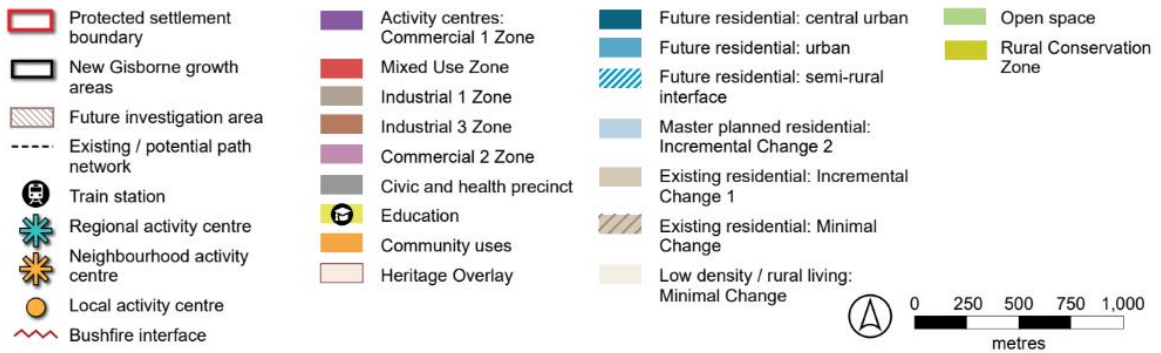 Protected settlement
boundary
New Gisborne growth
areas
Future investigation area
Existing / potential path
network
Train station
Regional activity centre
Neighbourhood activity
centre
Local activity centre
Bushfire interface
Activity centres:
Commercial 1 Zone
Mixed Use Zone
Industrial 1 Zone
Industrial 3 Zone
Commercial 2 Zone
Civic and health precinct
Education
Community uses
Heritage Overlay
Future residential: central urban
Future residential: urban
Future residential: semi-rural
interface
Master planned residential:
Incremental Change 2
Existing residential: Incremental
Change 1
Existing residential: Minimal
Change
Low density / rural living:
Minimal Change
Open space
Rural Conservation
Zone
0 250 500 750 1,000
metres